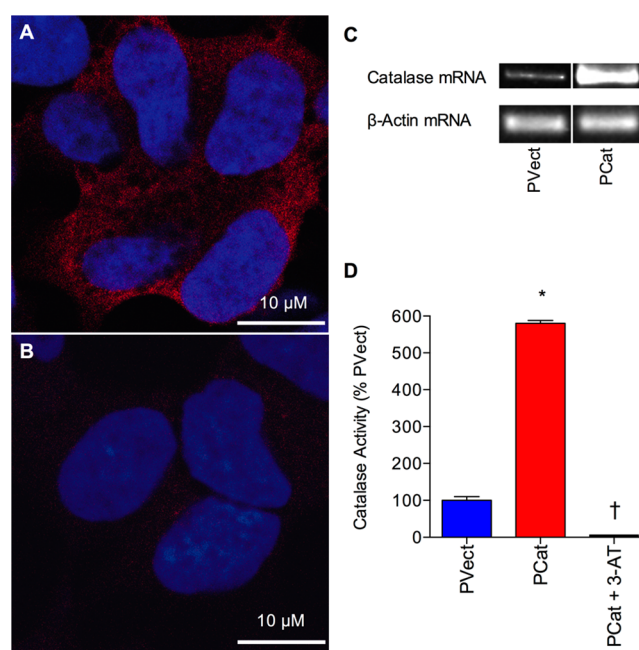 A
10 µM
B
10 µM
C
Catalase mRNA
β-Actin mRNA
PVect
PCat
D
Catalase Activity (% PVect)
600
500
400
300
200
100
0
*
†
PVect
PCat
PCat + 3-AT